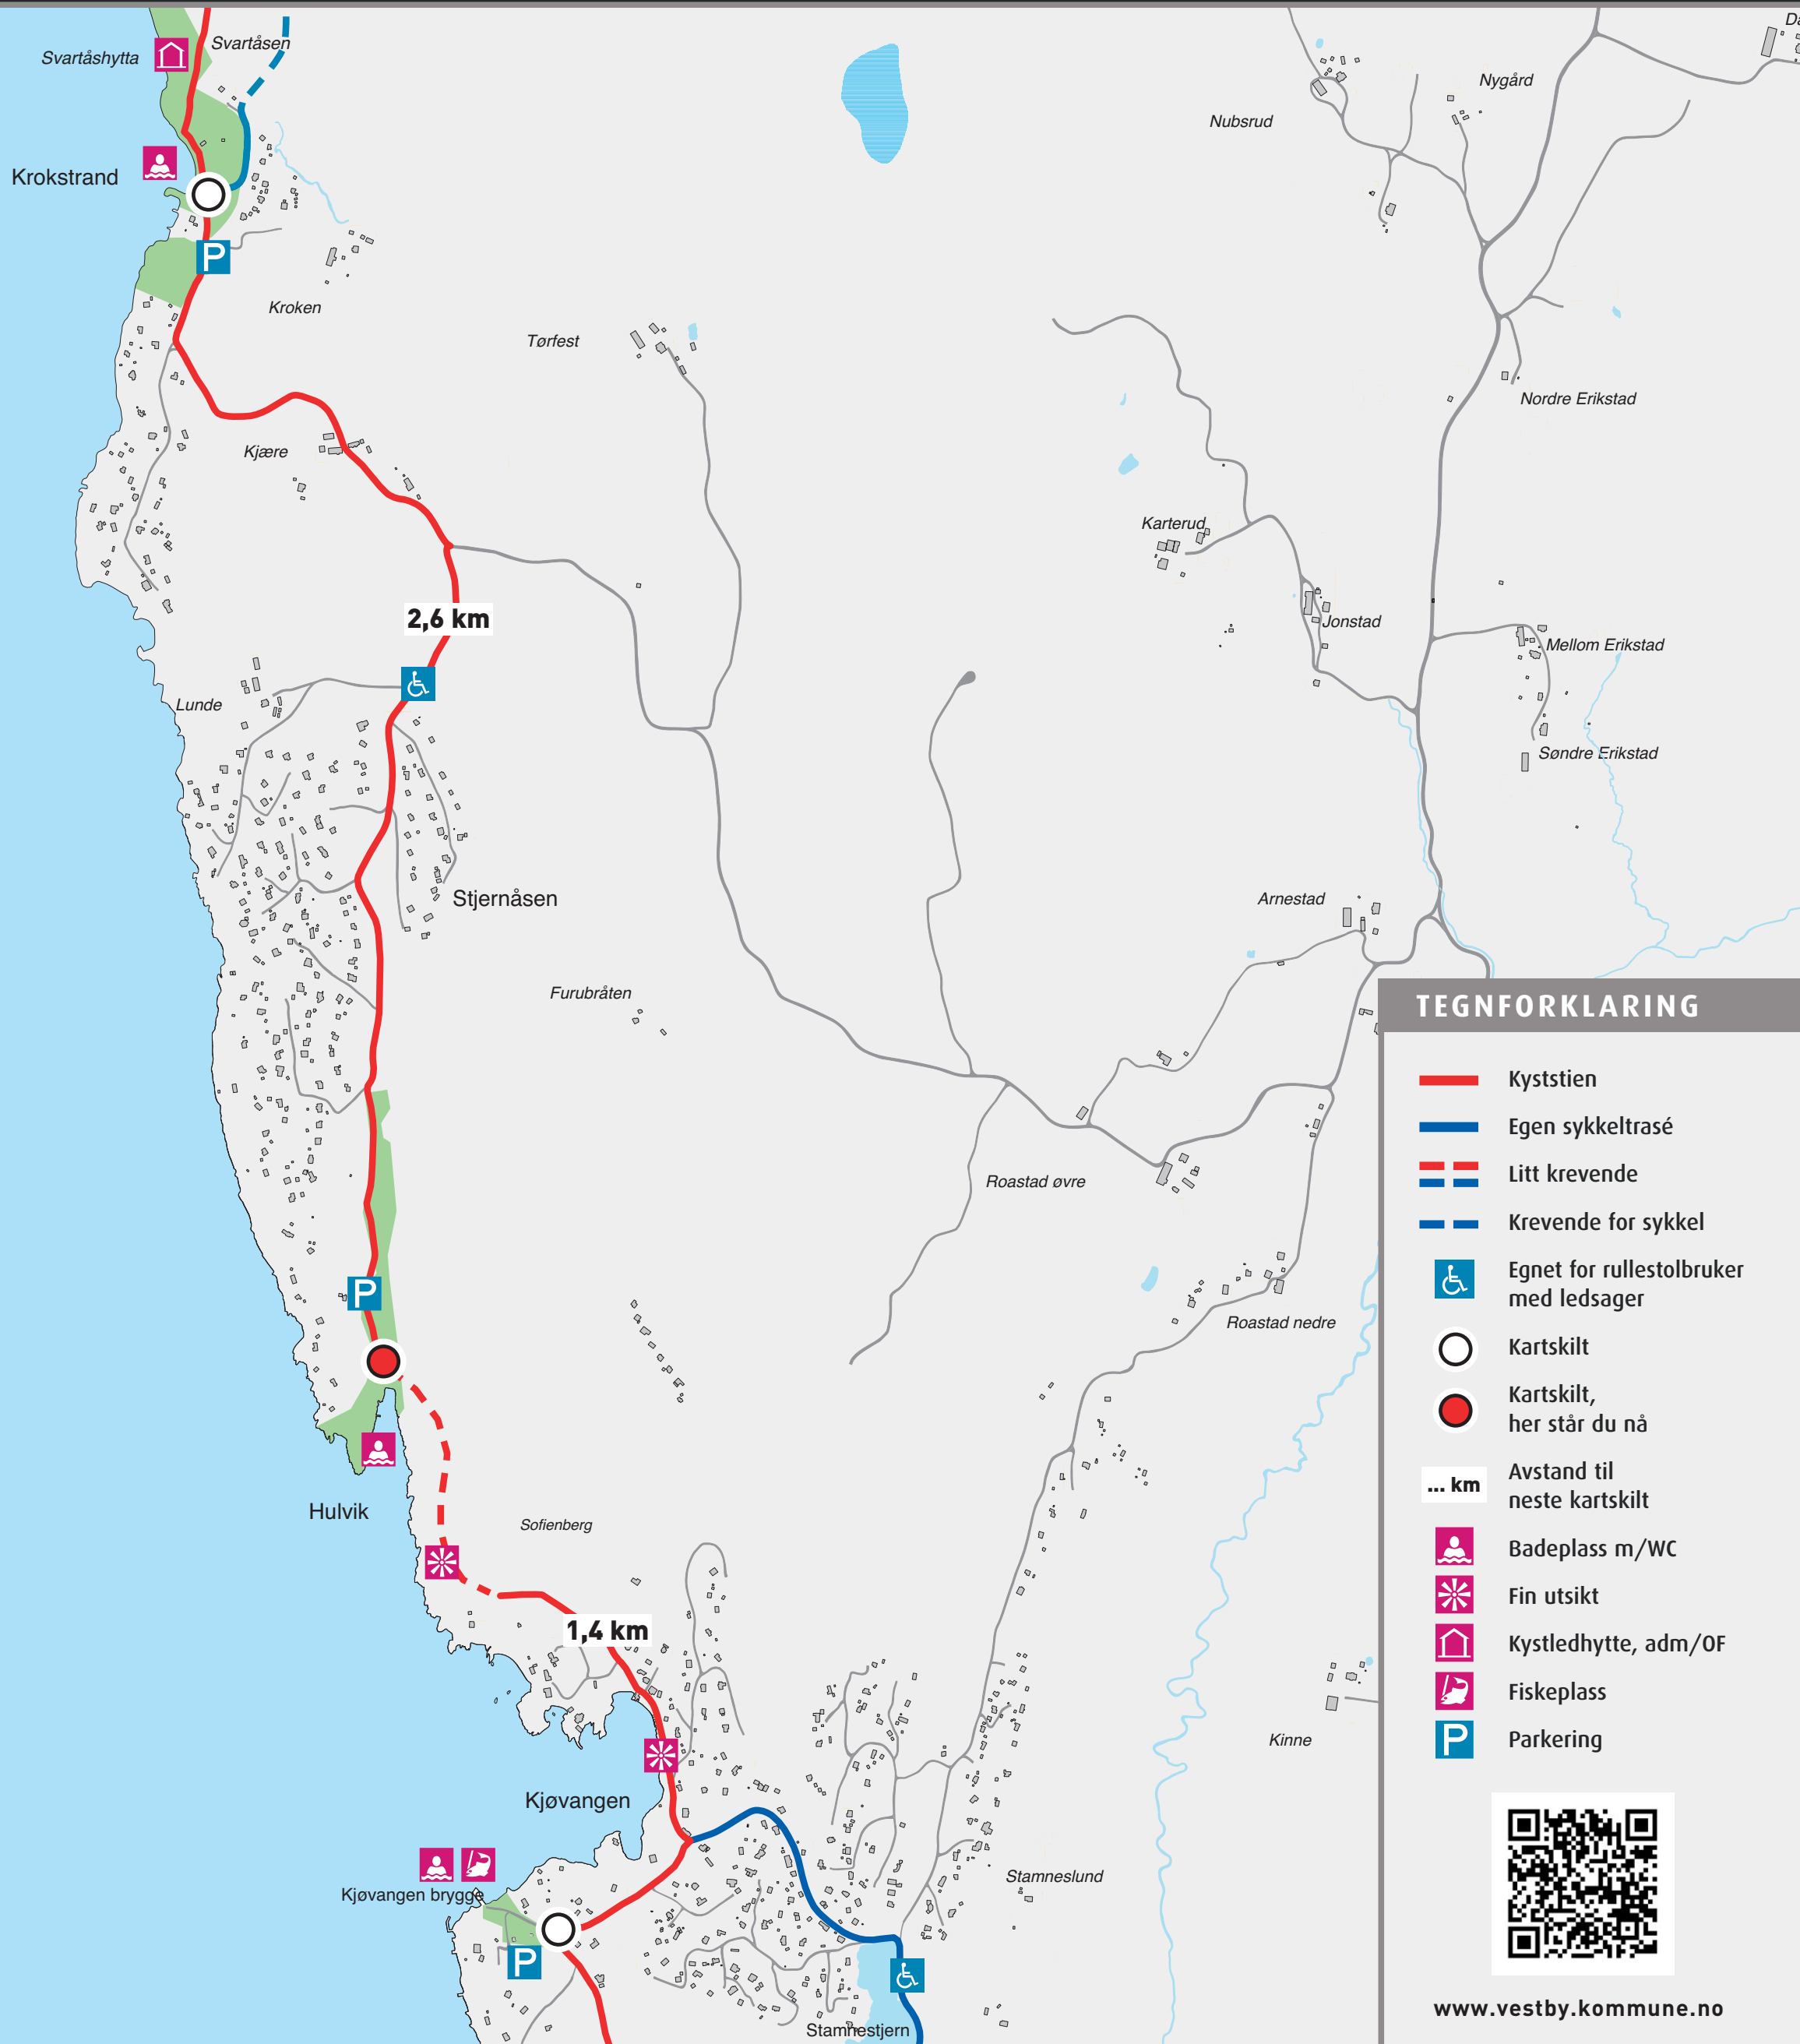 Svartåsen
Svartåshytta
Krokstrand
P
Kroken
Tørfest
Kjære
2,6 km
Lunde
Stjernåsen
Furubråten
Nubsrud
Nygård
Nordre Erikstad
Karterud
Jonstad
Mellom Erikstad
Søndre Erikstad
Arnestad
Roastad øvre
Roastad nedre
P
Hulvik
Sofienberg
1,4 km
Kjøvangen
Kjøvangen brygge
P
Kinne
Stamneslund
Stamnestjern
TEGNFORKLARING
Kyststien
Egen sykkeltrasé
Litt krevende
Krevende for sykkel
Egnet for rullestolbruker
med ledsager
Kartskilt
Kartskilt,
her står du nå
... km
Avstand til
neste kartskilt
Badeplass m/WC
Fin utsikt
Kystledhytte, adm/OF
Fiskeplass
P
Parkering
www.vestby.kommune.no